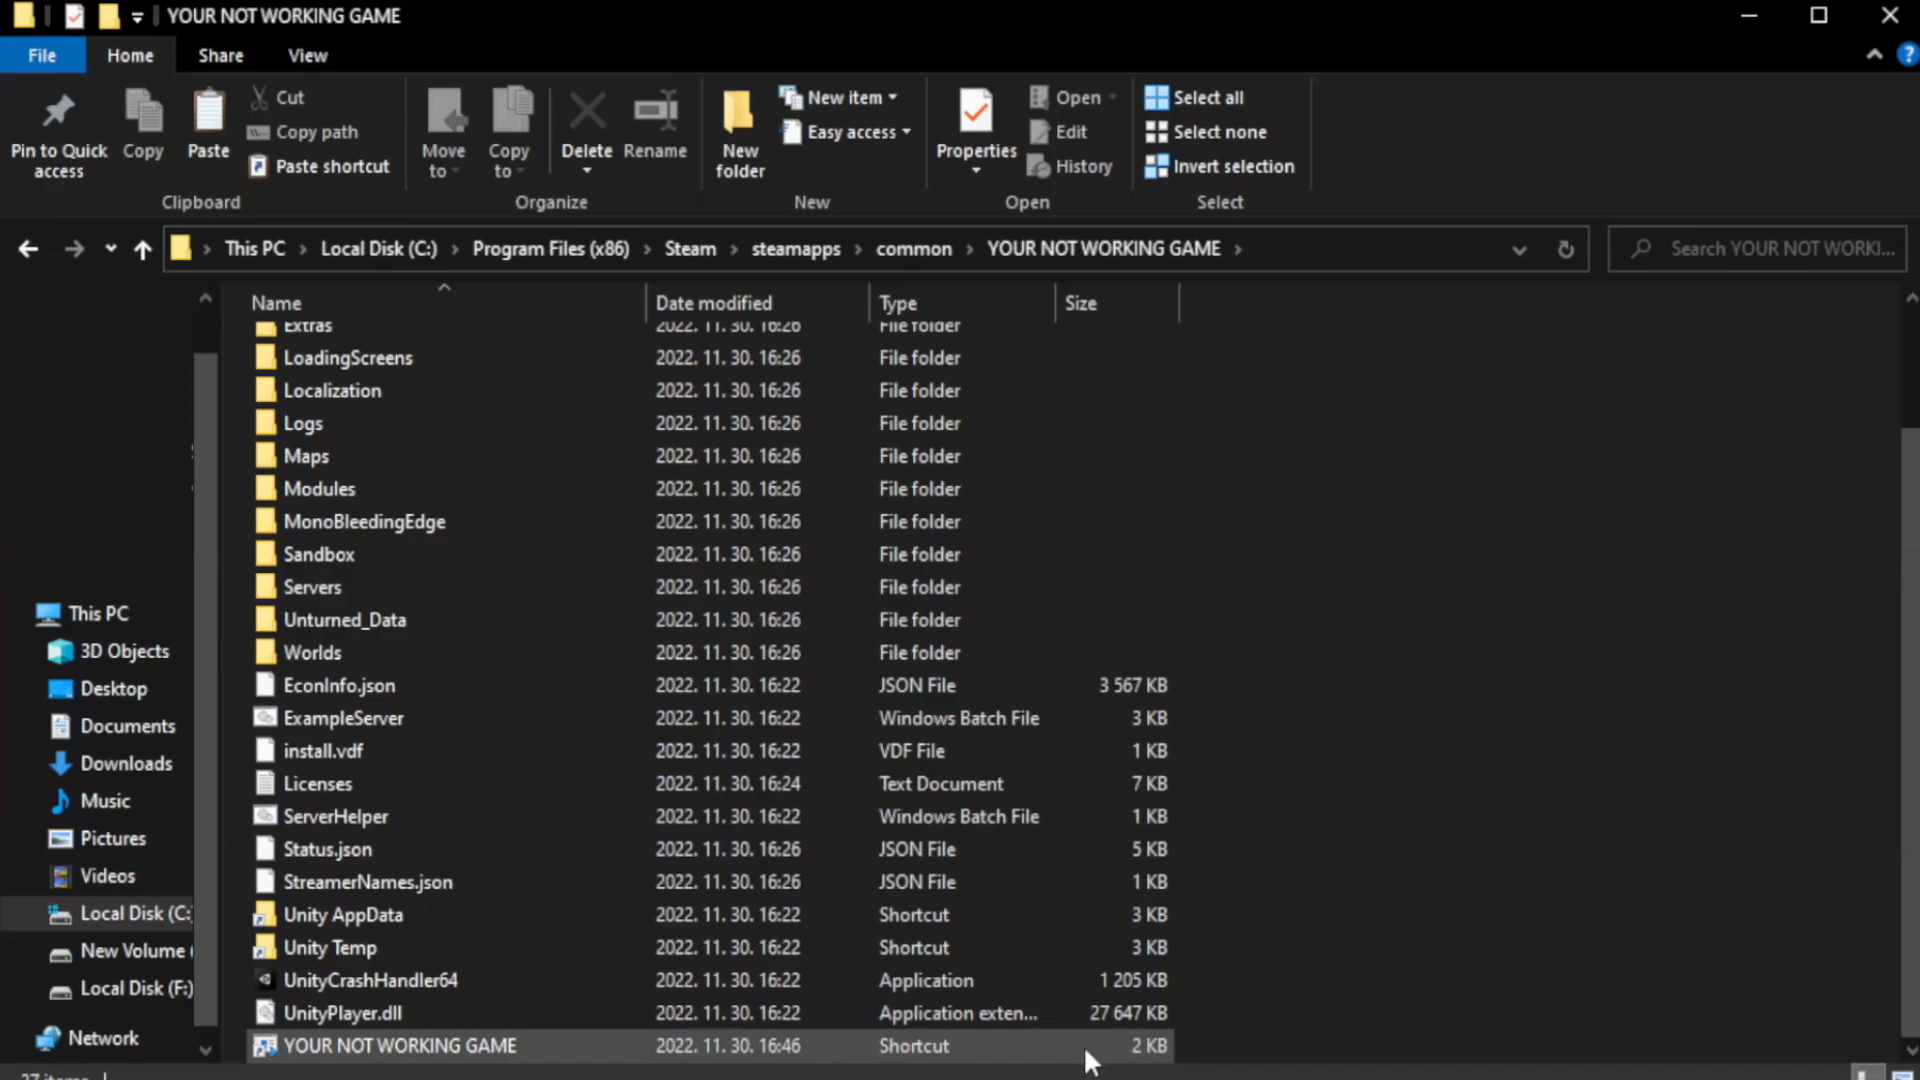 YOUR NOT WORKING GAME
File Home Share View
Pin to Quick access
Copy
Paste
Cut
Copy path
Paste shortcut
Clipboard
Move to
Copy to
Delete
Rename
Organize
New folder
New item
Easy access
New
Properties
Open
Edit
History
Open
Select all
Select none
Invert selection
Select
This PC Local Disk (C:) Program Files (x86) Steam steamapps common YOUR NOT WORKING GAME
Search YOUR NOT WORKI...
Name Date modified Type Size
Extras 2022. 11. 30. 16:26 File folder
LoadingScreens 2022. 11. 30. 16:26 File folder
Localization 2022. 11. 30. 16:26 File folder
Logs 2022. 11. 30. 16:26 File folder
Maps 2022. 11. 30. 16:26 File folder
Modules 2022. 11. 30. 16:26 File folder
MonoBleedingEdge 2022. 11. 30. 16:26 File folder
Sandbox 2022. 11. 30. 16:26 File folder
Servers 2022. 11. 30. 16:26 File folder
Unturned_Data 2022. 11. 30. 16:26 File folder
Worlds 2022. 11. 30. 16:26 File folder
EconInfo.json 2022. 11. 30. 16:22 JSON File 3 567 KB
ExampleServer 2022. 11. 30. 16:22 Windows Batch File 3 KB
install.vdf 2022. 11. 30. 16:22 VDF File 1 KB
Licenses 2022. 11. 30. 16:24 Text Document 7 KB
ServerHelper 2022. 11. 30. 16:22 Windows Batch File 1 KB
Status.json 2022. 11. 30. 16:26 JSON File 5 KB
StreamerNames.json 2022. 11. 30. 16:26 JSON File 1 KB
Unity AppData 2022. 11. 30. 16:22 Shortcut 3 KB
Unity Temp 2022. 11. 30. 16:22 Shortcut 3 KB
UnityCrashHandler64 2022. 11. 30. 16:22 Application 1 205 KB
UnityPlayer.dll 2022. 11. 30. 16:22 Application exten... 27 647 KB
YOUR NOT WORKING GAME 2022. 11. 30. 16:46 Shortcut 2 KB
This PC
3D Objects
Desktop
Documents
Downloads
Music
Pictures
Videos
Local Disk (C:)
New Volume (
Local Disk (F:)
Network